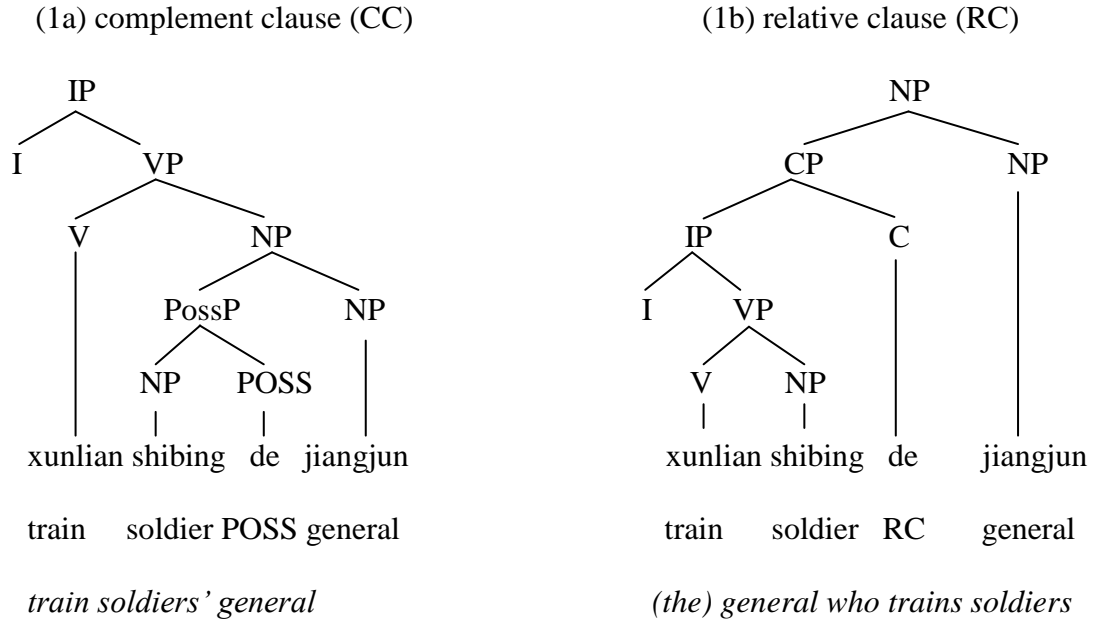 (1a) complement clause (CC) (1b) relative clause (RC)
IP NP
I VP CP NP
V NP IP C
PossP NP I VP
NP POSS V NP
xunlian shibing de jiangjun xunlian shibing de jiangjun
train soldier POSS general train soldier RC general
train soldiers’ general (the) general who trains soldiers